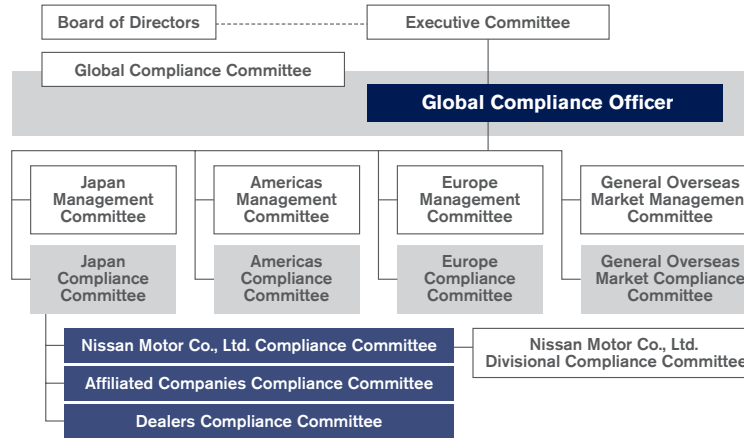 Board of Directors
Executive Committee
Global Compliance Committee
Global Compliance Officer
Japan
Management
Committee
Americas
Management
Committee
Europe
Management
Committee
General Overseas
Market Management
Committee
Japan
Compliance
Committee
Americas
Compliance
Committee
Europe
Compliance
Committee
General Overseas
Market Compliance
Committee
Nissan Motor Co., Ltd. Compliance Committee
Nissan Motor Co., Ltd.
Divisional Compliance Committee
Affiliated Companies Compliance Committee
Dealers Compliance Committee